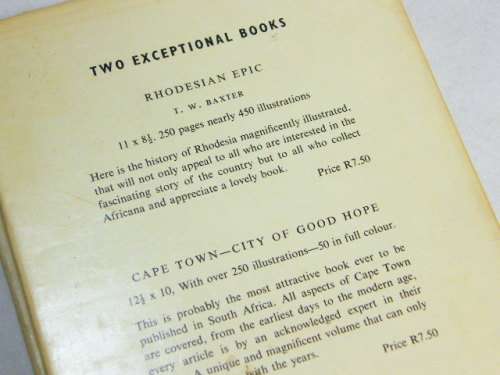 TWO EXCEPTIONAL BOOKS
RHODESIAN EPIC
T. W. BAXTER
11 x 8½, 250 pages nearly 450 illustrations
Here is the history of Rhodesia magnificently illustrated,
that will not only appeal to all who are interested in the
fascinating story of the country but to all who collect
Africana and appreciate a lovely book.
Price R7.50
CAPE TOWN—CITY OF GOOD HOPE
12½ x 10, With over 250 illustrations—50 in full colour.
This is probably the most attractive book ever to be
published in South Africa. All aspects of Cape Town
are covered, from the earliest days to the modern age,
every article is by an acknowledged expert in their
A unique and magnificent volume that can only
with the years.
Price R7.50